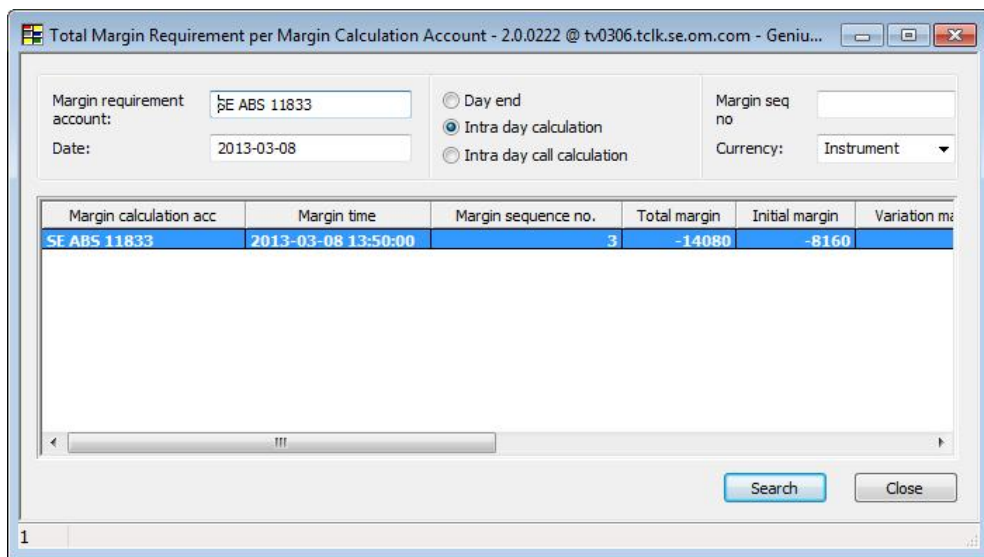 Total Margin Requirement per Margin Calculation Account - 2.0.0222 @ tv0306.tclk.se.om.com - Geniu...
Margin requirement account:
SE ABS 11833
Date:
2013-03-08
Day end
Intra day calculation
Intra day call calculation
Margin seq no
Currency:
Instrument
Margin calculation acc Margin time Margin sequence no. Total margin Initial margin Variation ma
SE ABS 11833 2013-03-08 13:50:00 3 -14080 -8160
Search
Close
1